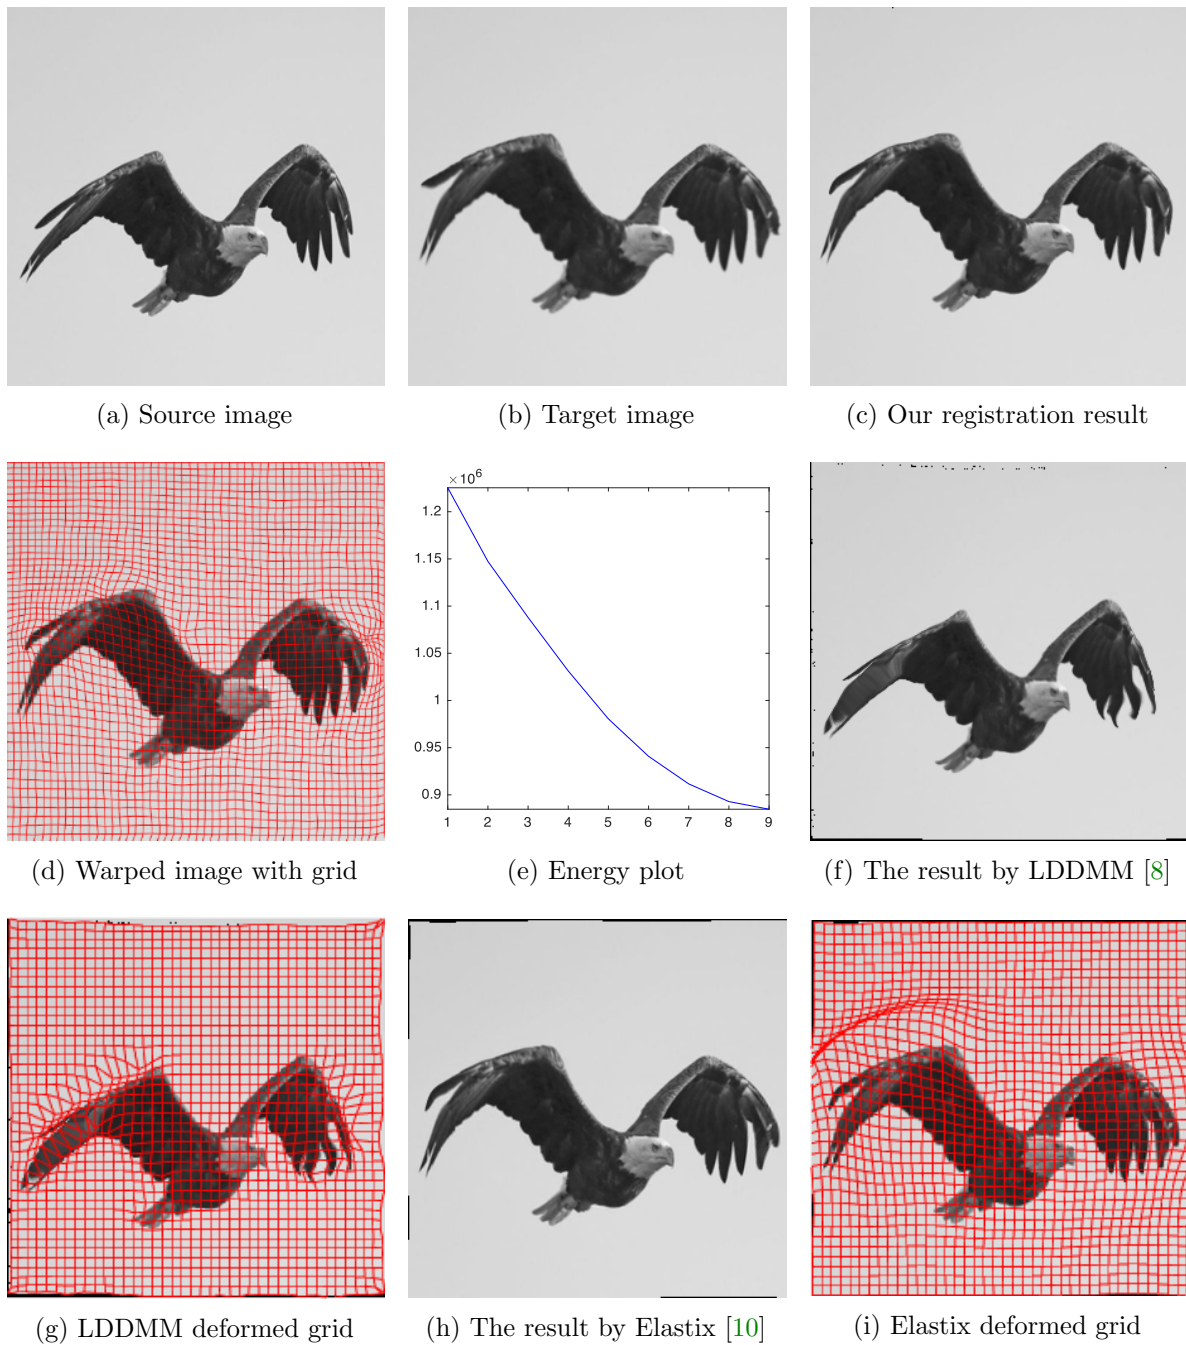 (a) Source image
(b) Target image
(c) Our registration result
×10⁶
1.2
1.15
1.1
1.05
1
0.95
0.9
1 2 3 4 5 6 7 8 9
(d) Warped image with grid
(e) Energy plot
(f) The result by LDDMM [8]
(g) LDDMM deformed grid
(h) The result by Elastix [10]
(i) Elastix deformed grid